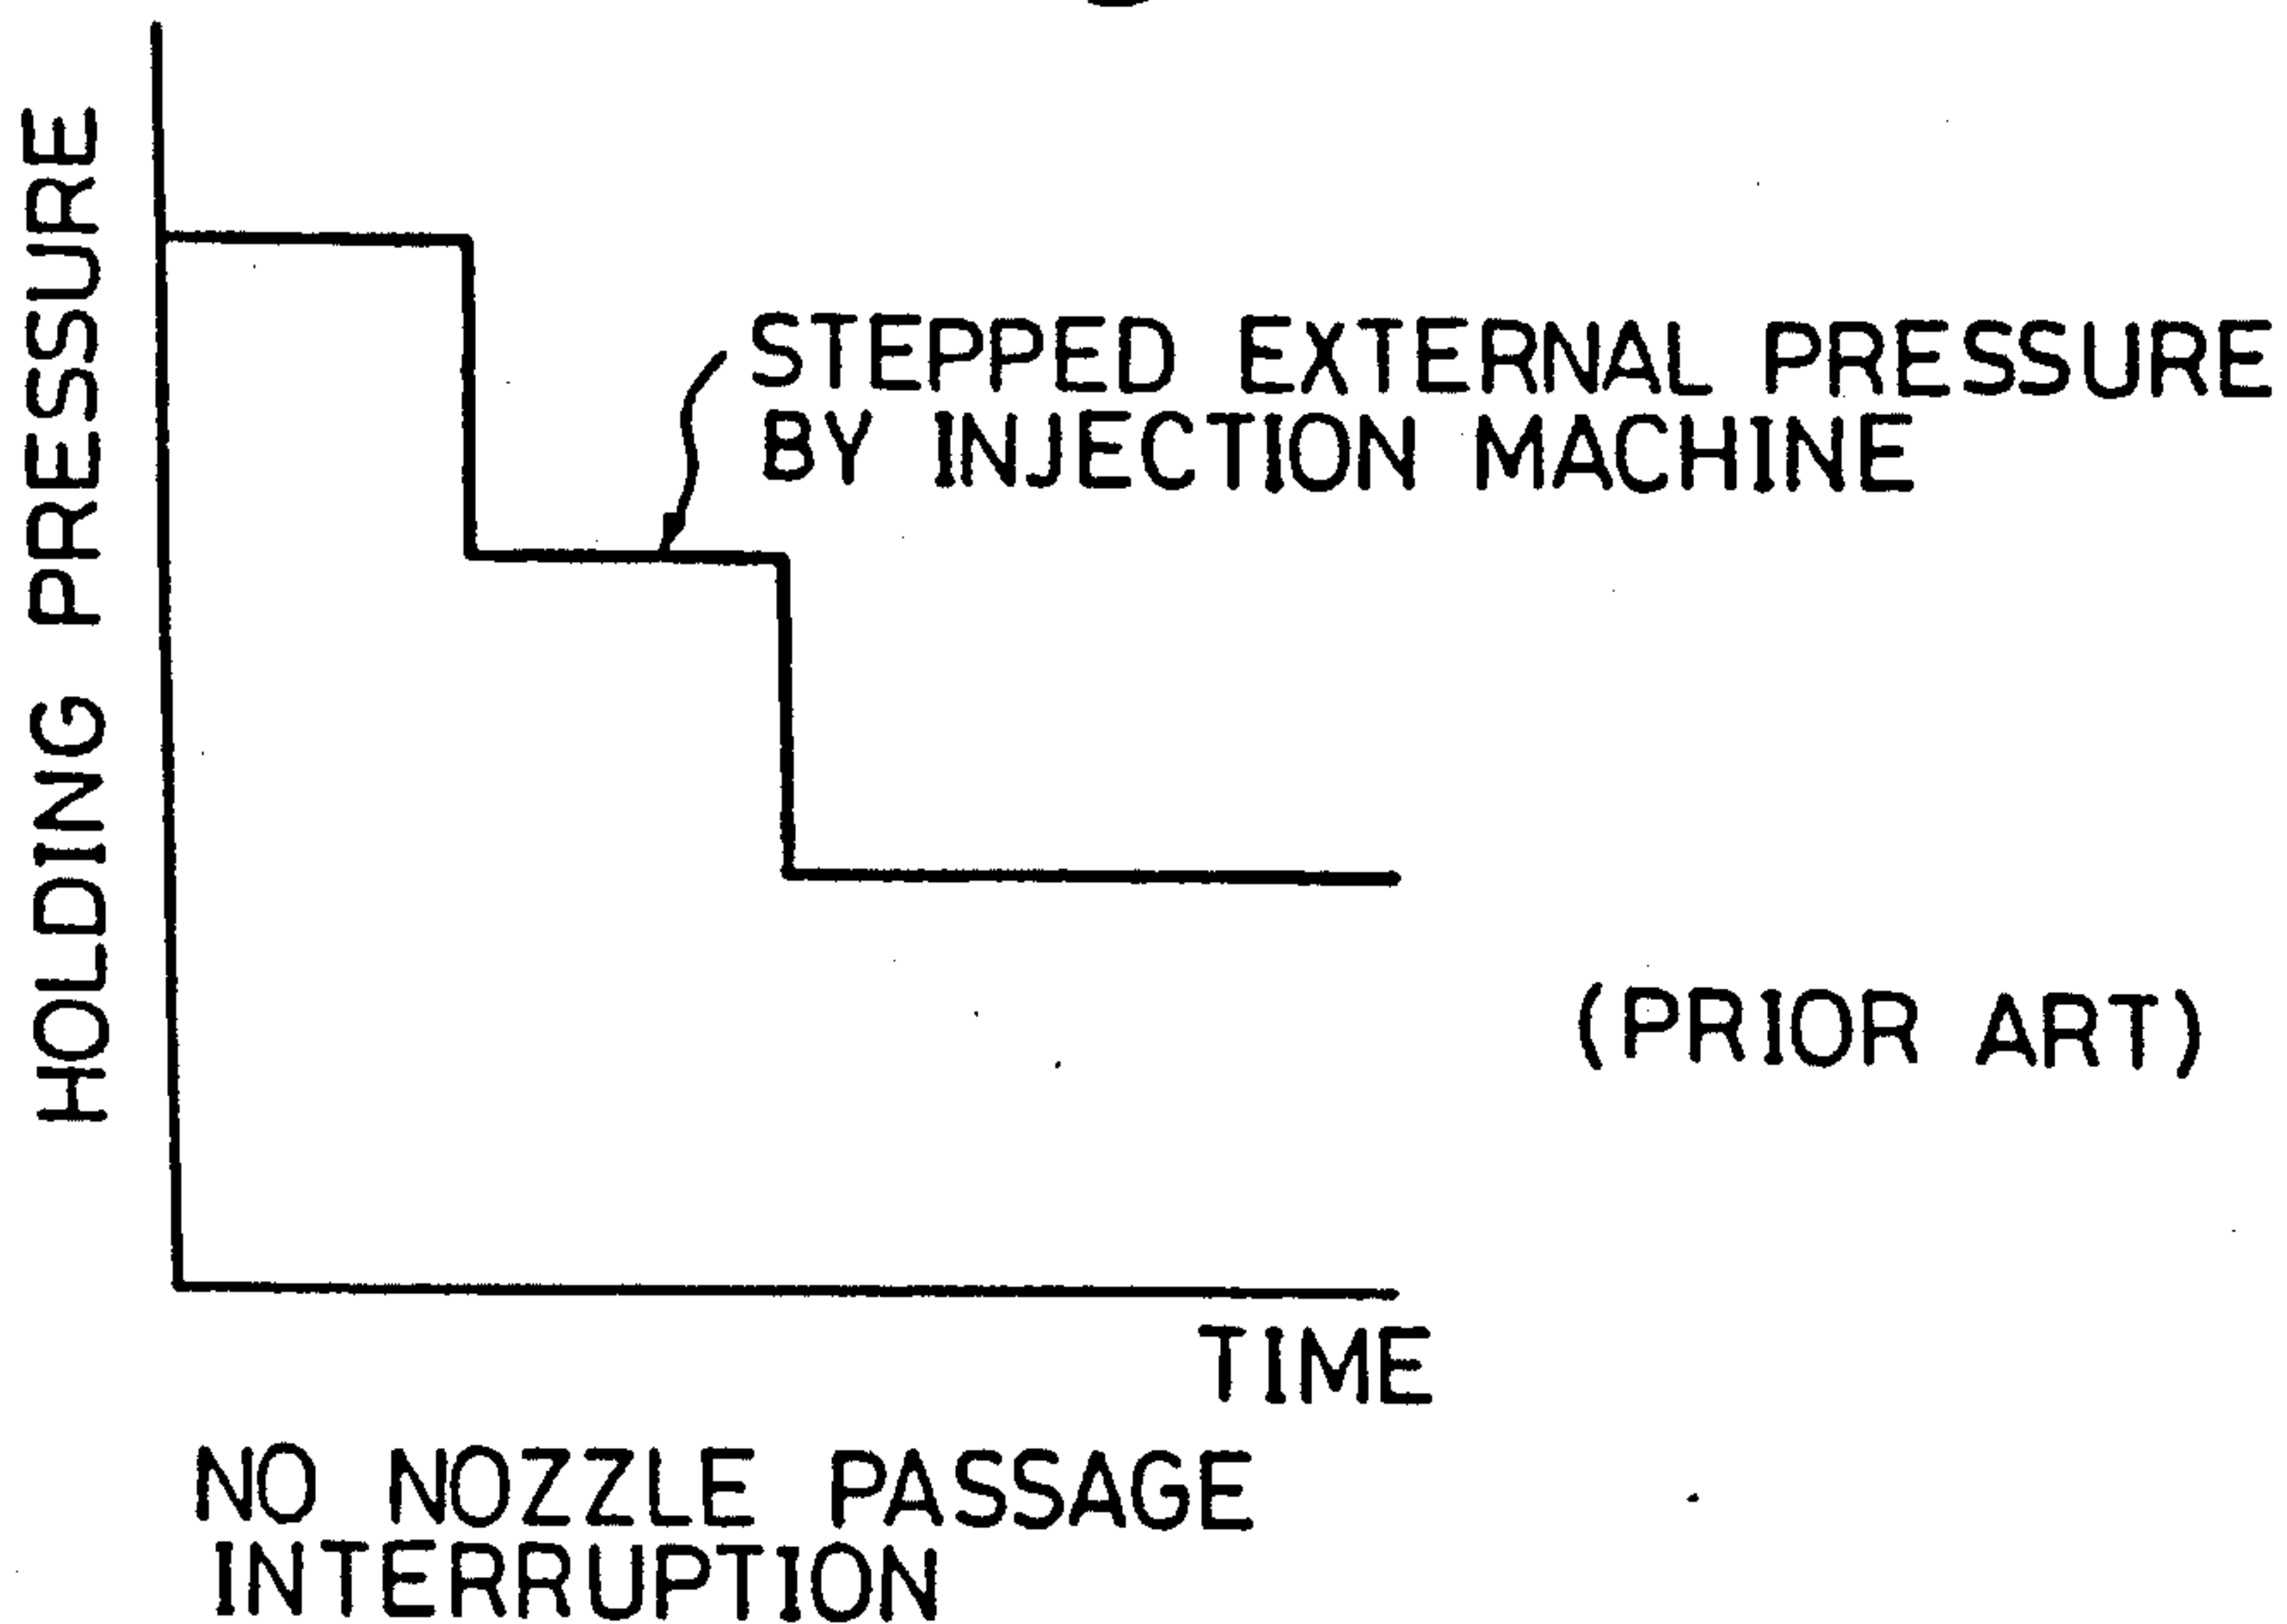 HOLDING PRESSURE
STEPPED EXTERNAL PRESSURE
BY INJECTION MACHINE
(PRIOR ART)
TIME
NO NOZZLE PASSAGE
INTERRUPTION